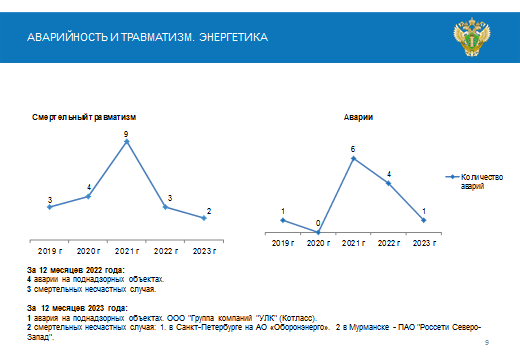 АВАРИЙНОСТЬ И ТРАВМАТИЗМ. ЭНЕРГЕТИКА
Смертельный травматизм
3
4
9
3
2
2019 г
2020 г
2021 г
2022 г
2023 г
Аварии
1
0
6
4
1
2019 г
2020 г
2021 г
2022 г
2023 г
Количество
аварий
За 12 месяцев 2022 года:
4 аварии на поднадзорных объектах.
3 смертельных несчастных случая.
За 12 месяцев 2023 года:
1 авария на поднадзорных объектах. ООО "Группа компаний "УЛК" (Котласс).
2 смертельных несчастных случая: 1. в Санкт-Петербурге на АО «Оборонэнерго». 2 в Мурманске - ПАО "Россети Северо-
Запад".
9